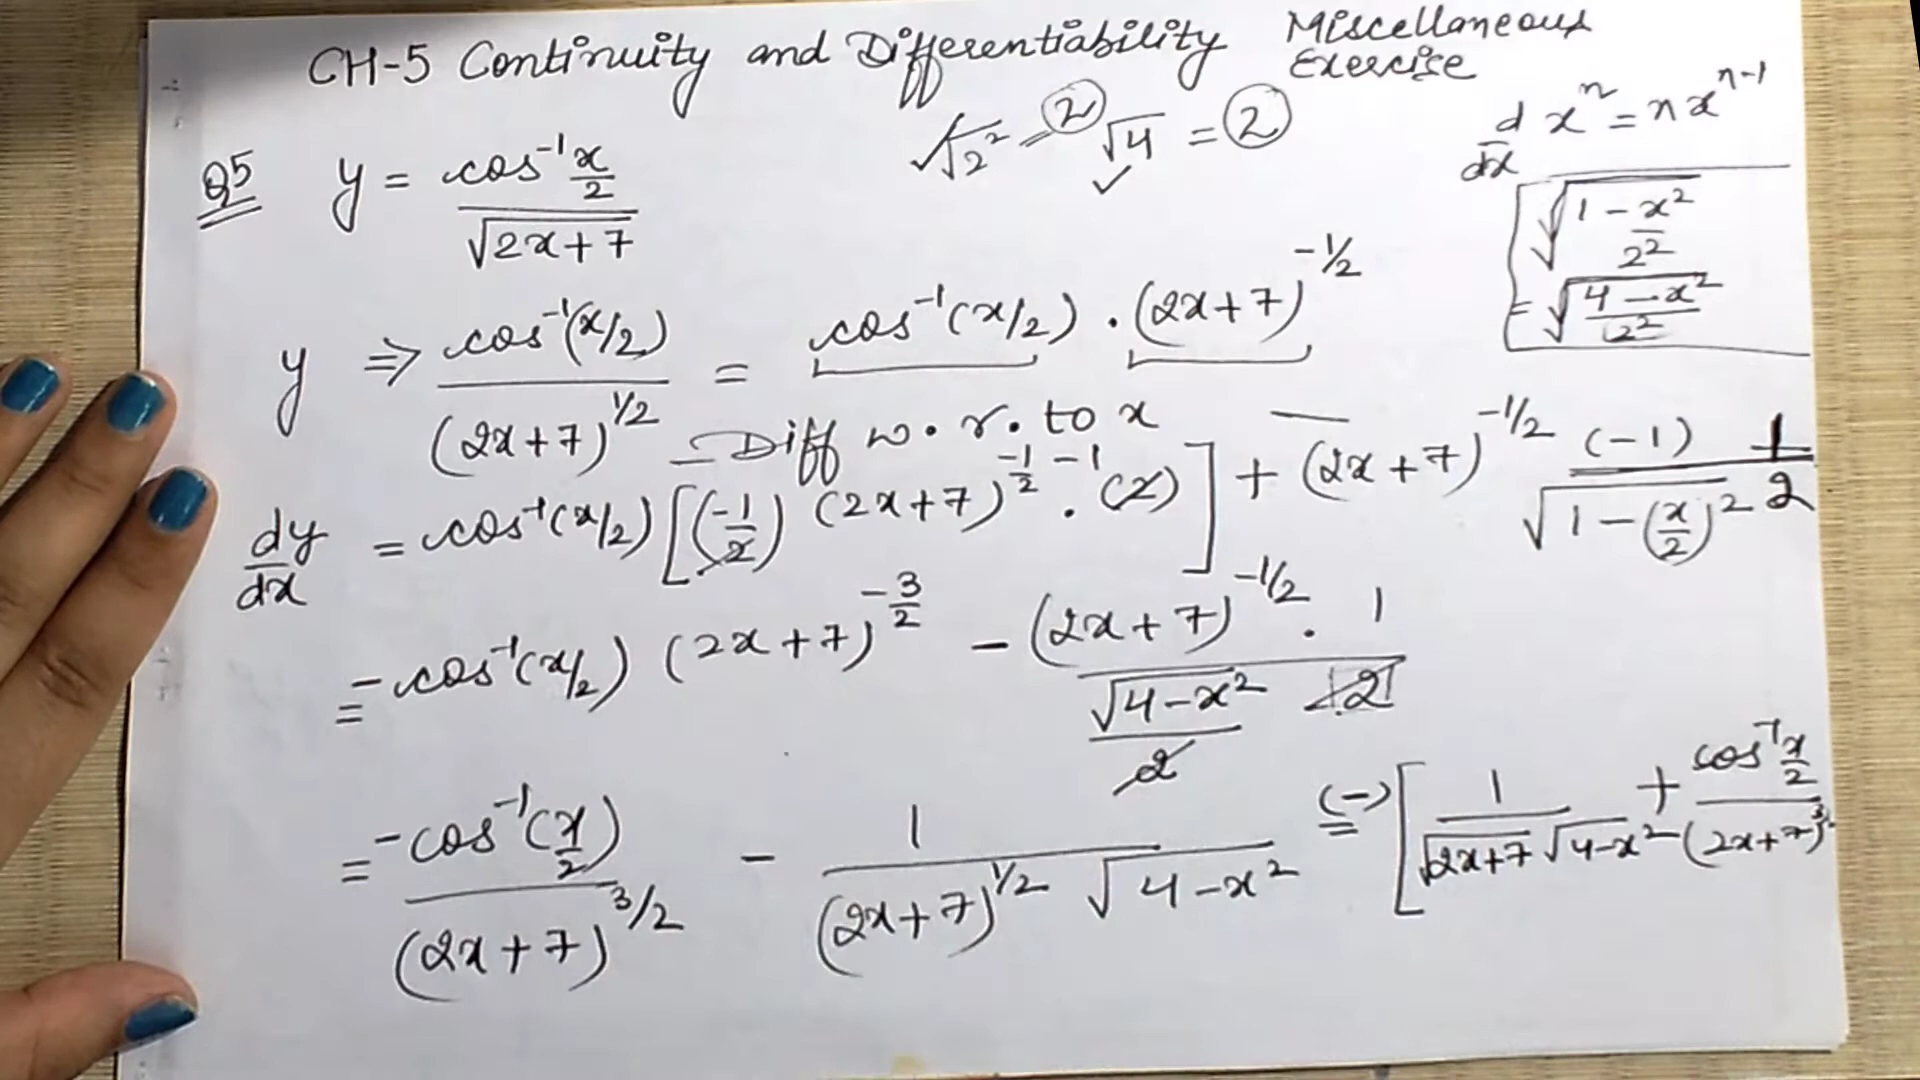 CH-5 Continuity and Differentiability Miscellaneous Exercise
√2² = 2 √4 = 2 ✓
d/dx xⁿ = nxⁿ⁻¹
Q5 y = cos⁻¹ x/2 / √2x+7
√1 - x²/2²
= √4 - x²/2²
y ⇒ cos⁻¹(x/2) / (2x+7)^1/2 = cos⁻¹(x/2) · (2x+7)^-1/2
Diff w.r.to x
dy/dx = cos⁻¹(x/2) [(-1/2) (2x+7)^-1/2 -1 · (2)] + (2x+7)^-1/2 (-1) / √1-(x/2)² 1/2
= -cos⁻¹(x/2) (2x+7)^-3/2 - (2x+7)^-1/2 · 1 / √4-x²/2 · 2
= -cos⁻¹(x/2) / (2x+7)^3/2 - 1 / (2x+7)^1/2 √4-x² = (-) [1 / √2x+7 √4-x² + cos⁻¹ x/2 / (2x+7)